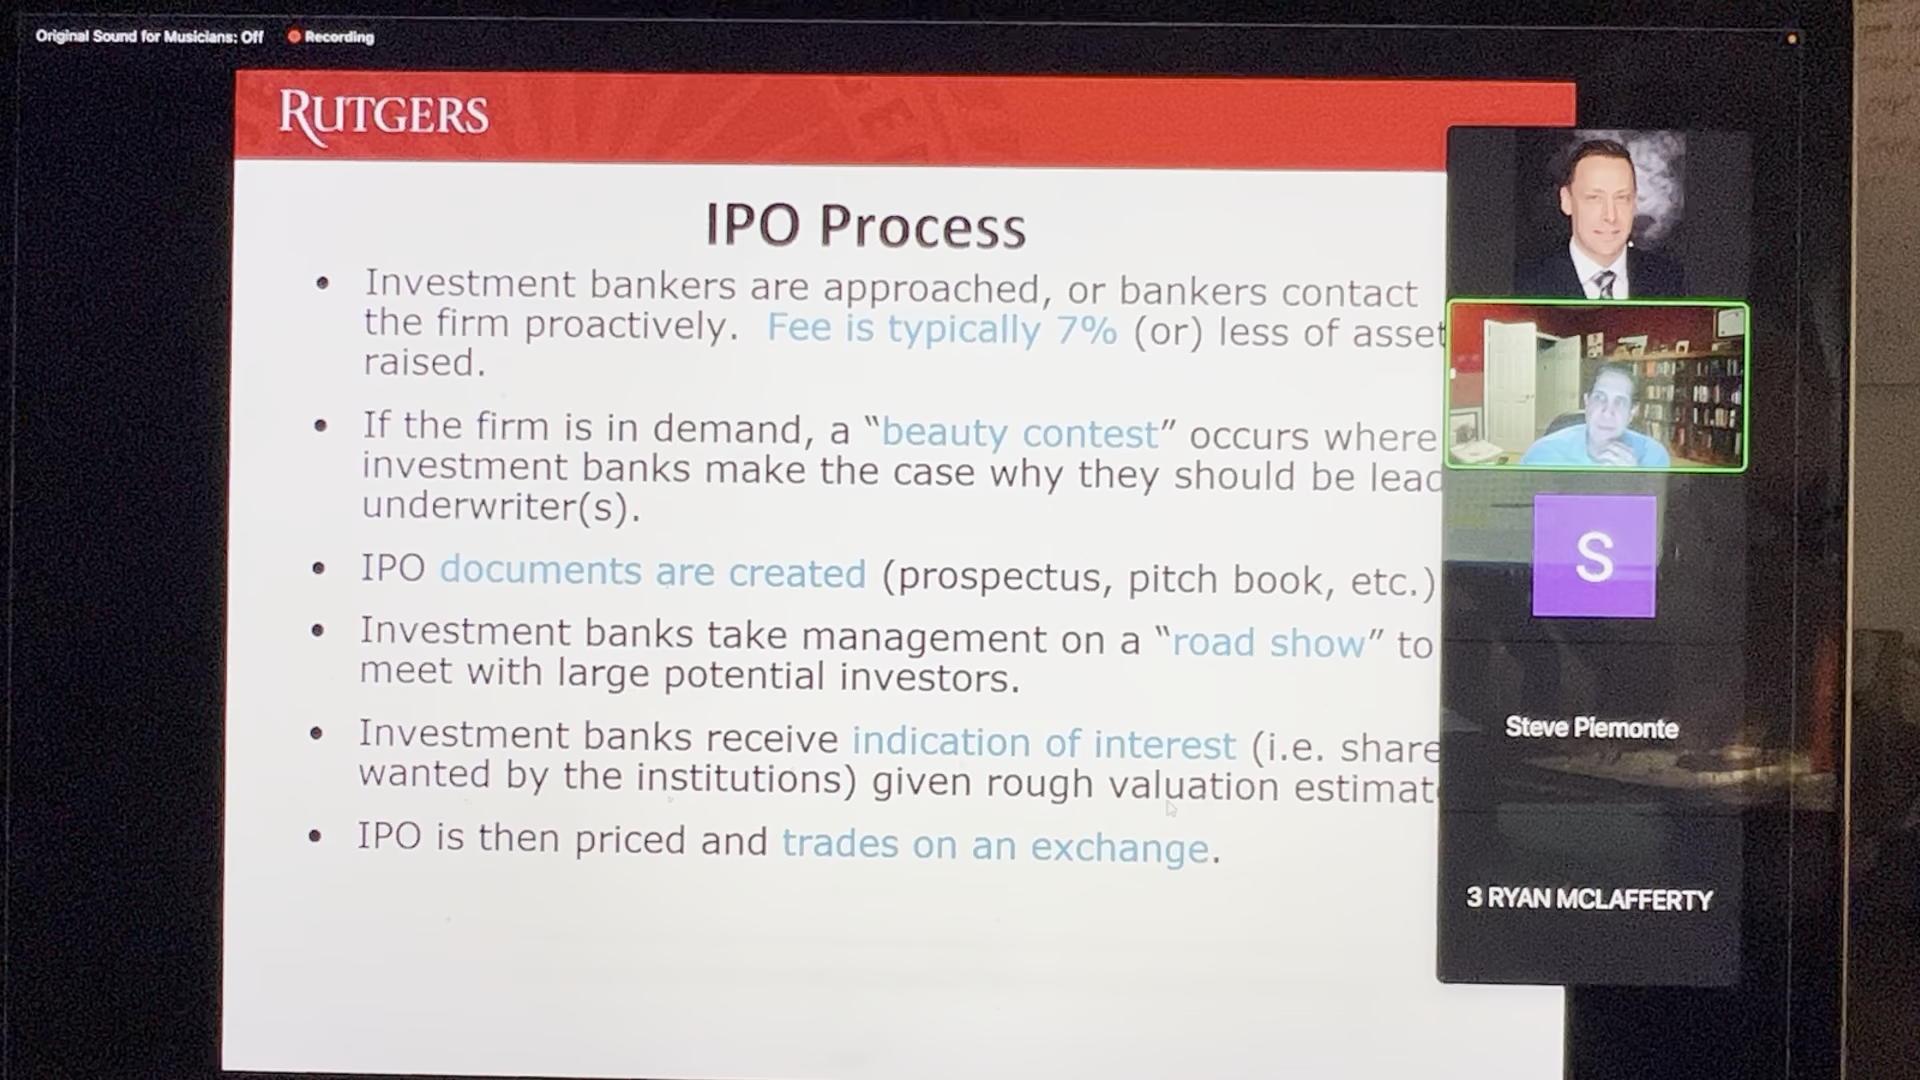 Original Sound for Musicians: Off
Recording
RUTGERS
IPO Process
• Investment bankers are approached, or bankers contact
the firm proactively. Fee is typically 7% (or) less of asset
raised.
• If the firm is in demand, a “beauty contest” occurs where
investment banks make the case why they should be lead
underwriter(s).
• IPO documents are created (prospectus, pitch book, etc.)
• Investment banks take management on a “road show” to
meet with large potential investors.
• Investment banks receive indication of interest (i.e. share
wanted by the institutions) given rough valuation estimat
• IPO is then priced and trades on an exchange.
S
Steve Piemonte
3 RYAN MCLAFFERTY